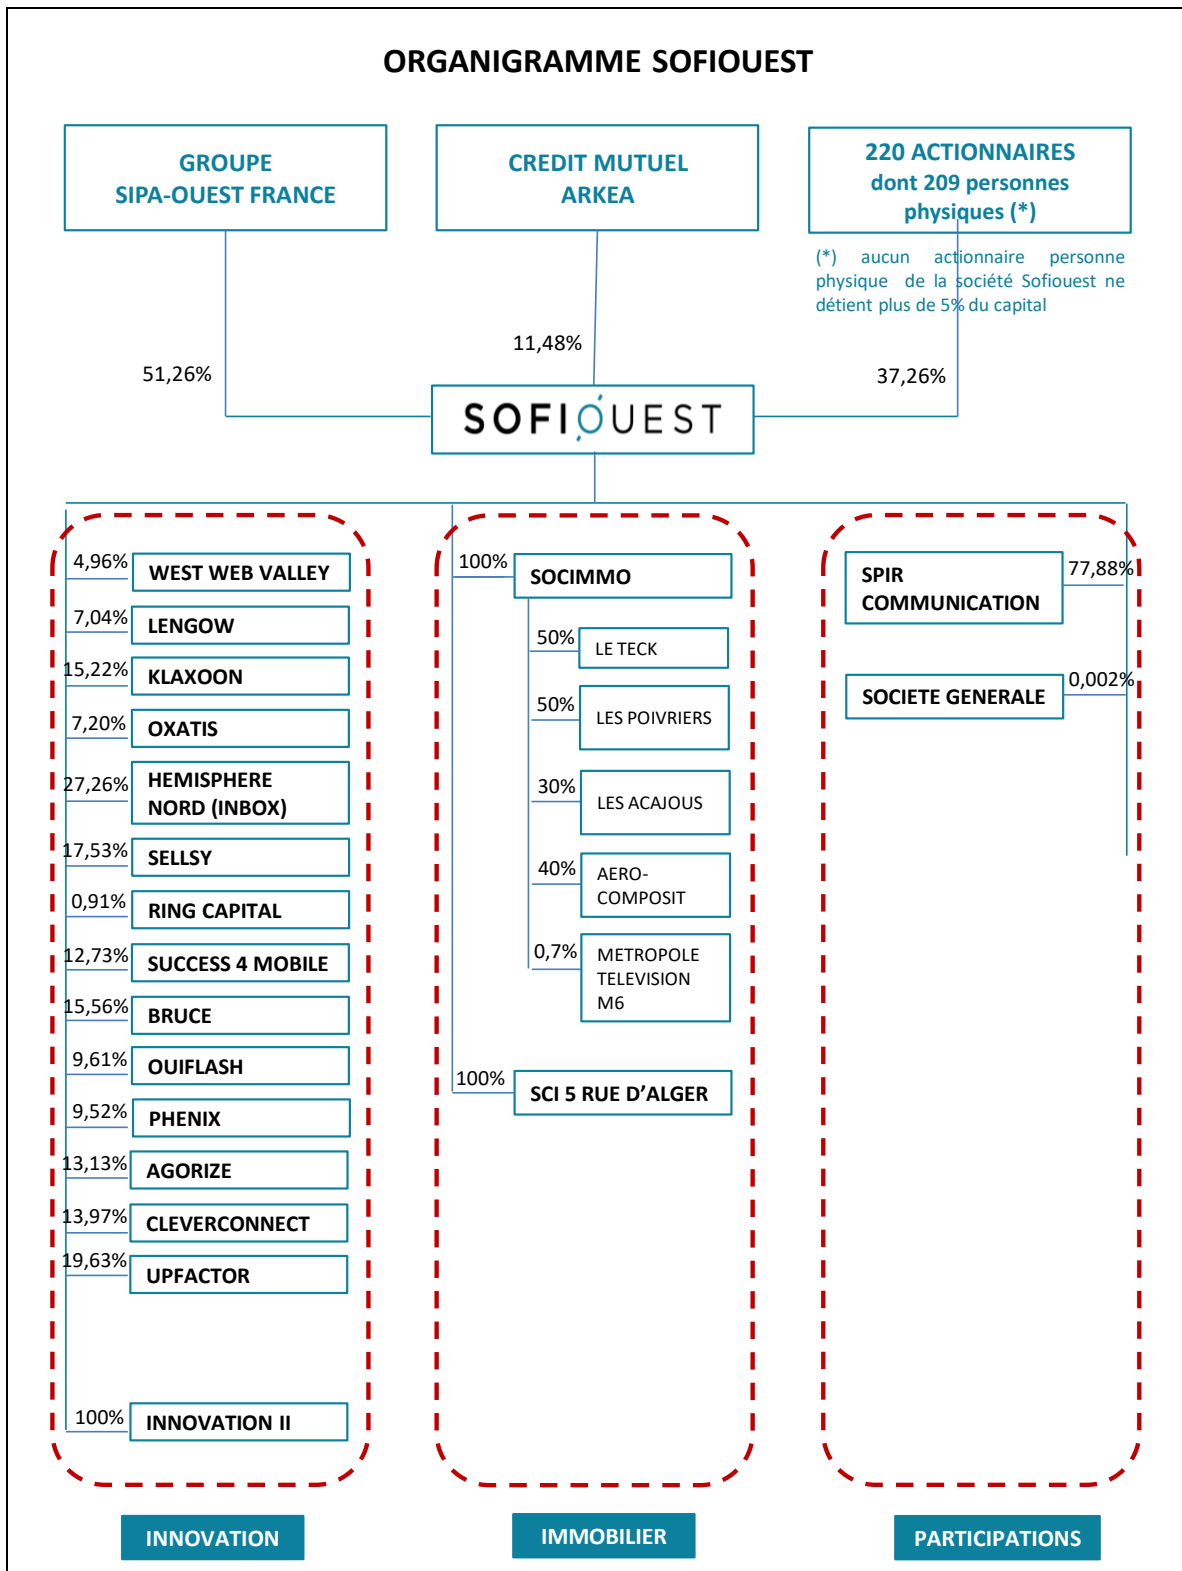 ORGANIGRAMME SOFIOUEST
GROUPE
SIPA-OUEST FRANCE
CREDIT MUTUEL
ARKEA
220 ACTIONNAIRES
dont 209 personnes
physiques (*)
(*) aucun actionnaire personne
physique de la société Sofiouest ne
détient plus de 5% du capital
51,26%
11,48%
37,26%
SOFIOUEST
4,96%
WEST WEB VALLEY
7,04%
LENGOW
15,22%
KLAXOON
7,20%
OXATIS
27,26%
HEMISPHERE
NORD (INBOX)
17,53%
SELLSY
0,91%
RING CAPITAL
12,73%
SUCCESS 4 MOBILE
15,56%
BRUCE
9,61%
OUIFLASH
9,52%
PHENIX
13,13%
AGORIZE
13,97%
CLEVERCONNECT
19,63%
UPFACTOR
100%
INNOVATION II
INNOVATION
100%
SOCIMMO
50%
LE TECK
50%
LES POIVRIERS
30%
LES ACAJOUS
40%
AERO-
COMPOSIT
0,7%
METROPOLE
TELEVISION
M6
100%
SCI 5 RUE D’ALGER
IMMOBILIER
SPIR
COMMUNICATION
77,88%
SOCIETE GENERALE
0,002%
PARTICIPATIONS